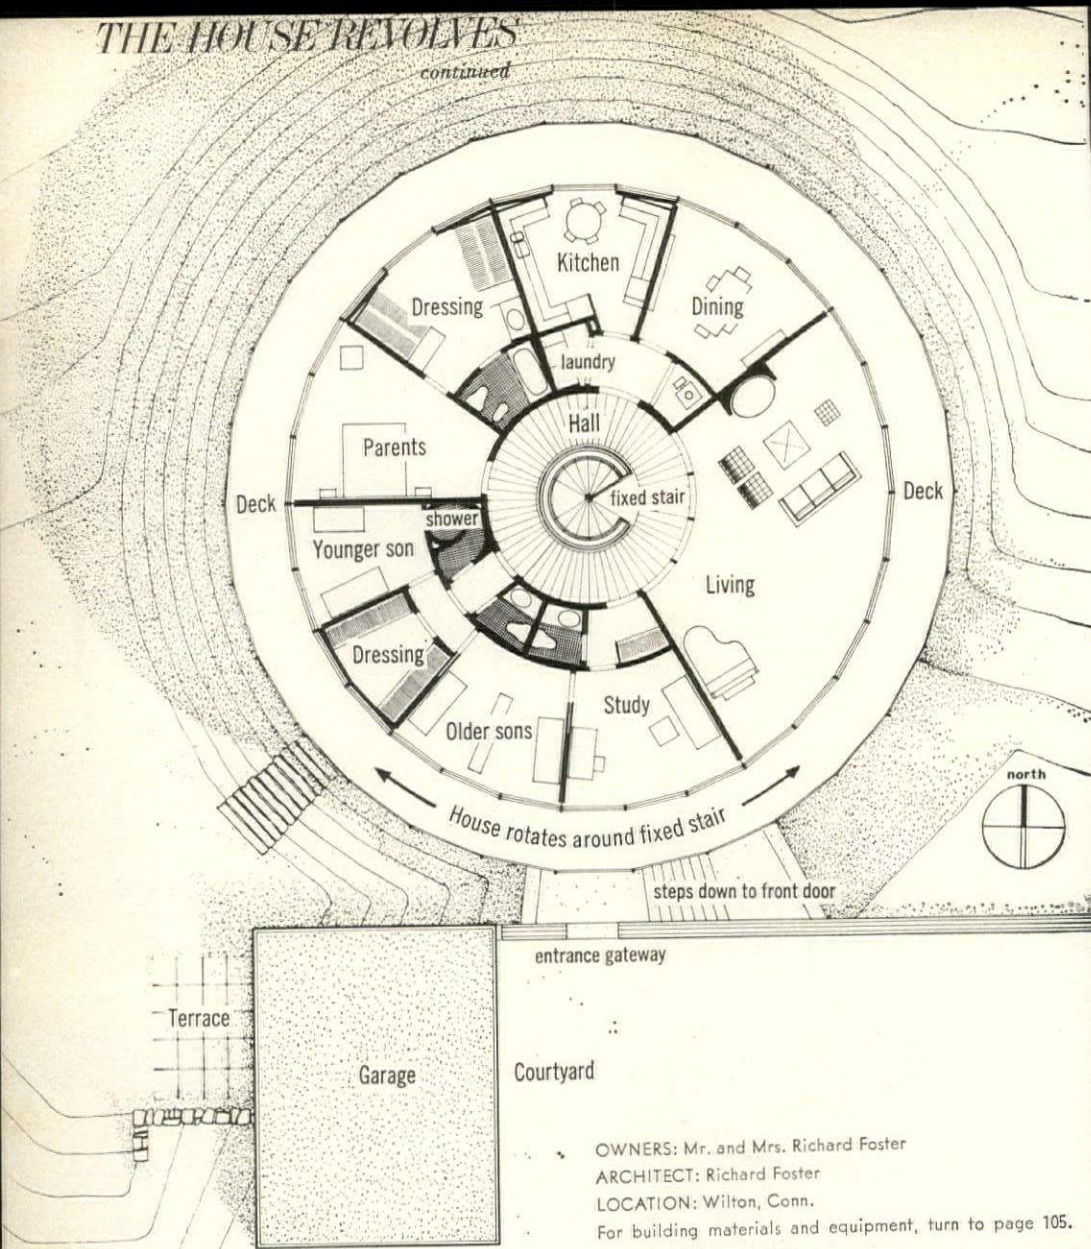 THE HOUSE REVOLVES
continued
Kitchen
Dressing
Dining
laundry
Hall
Parents
fixed stair
Deck
Deck
shower
Younger son
Living
Dressing
Study
Older sons
north
House rotates around fixed stair
steps down to front door
entrance gateway
Terrace
Garage
Courtyard
OWNERS: Mr. and Mrs. Richard Foster
ARCHITECT: Richard Foster
LOCATION: Wilton, Conn.
For building materials and equipment, turn to page 105.